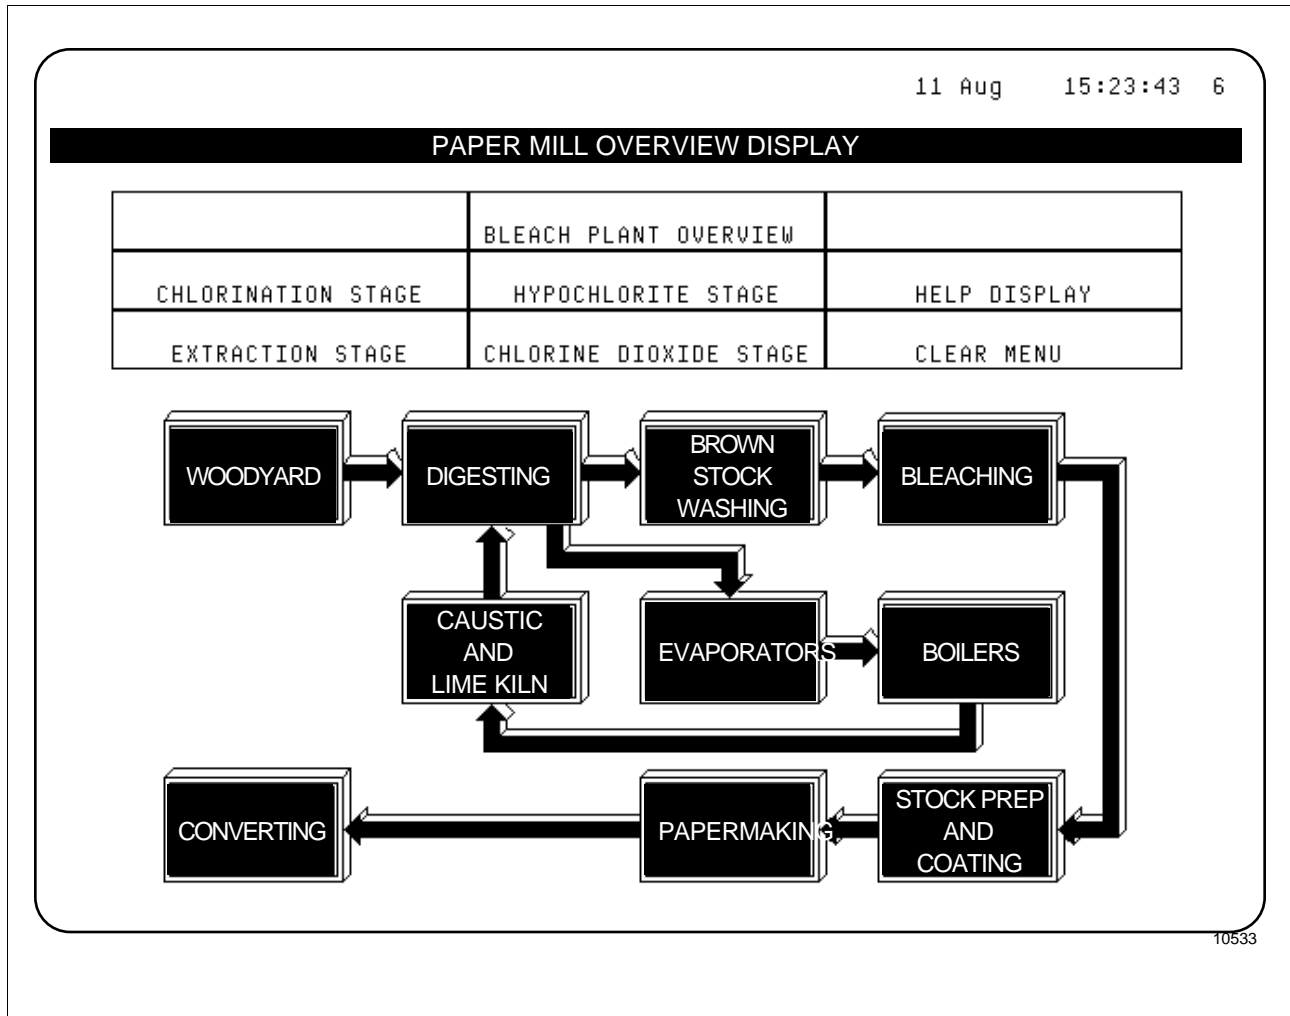 11 Aug 15:23:43 6
PAPER MILL OVERVIEW DISPLAY
BLEACH PLANT OVERVIEW
CHLORINATION STAGE HYPOCHLORITE STAGE HELP DISPLAY
EXTRACTION STAGE CHLORINE DIOXIDE STAGE CLEAR MENU
WOODYARD
DIGESTING
BROWN
STOCK
WASHING
BLEACHING
CAUSTIC
AND
LIME KILN
EVAPORATORS
BOILERS
CONVERTING
PAPERMAKING
STOCK PREP
AND
COATING
10533